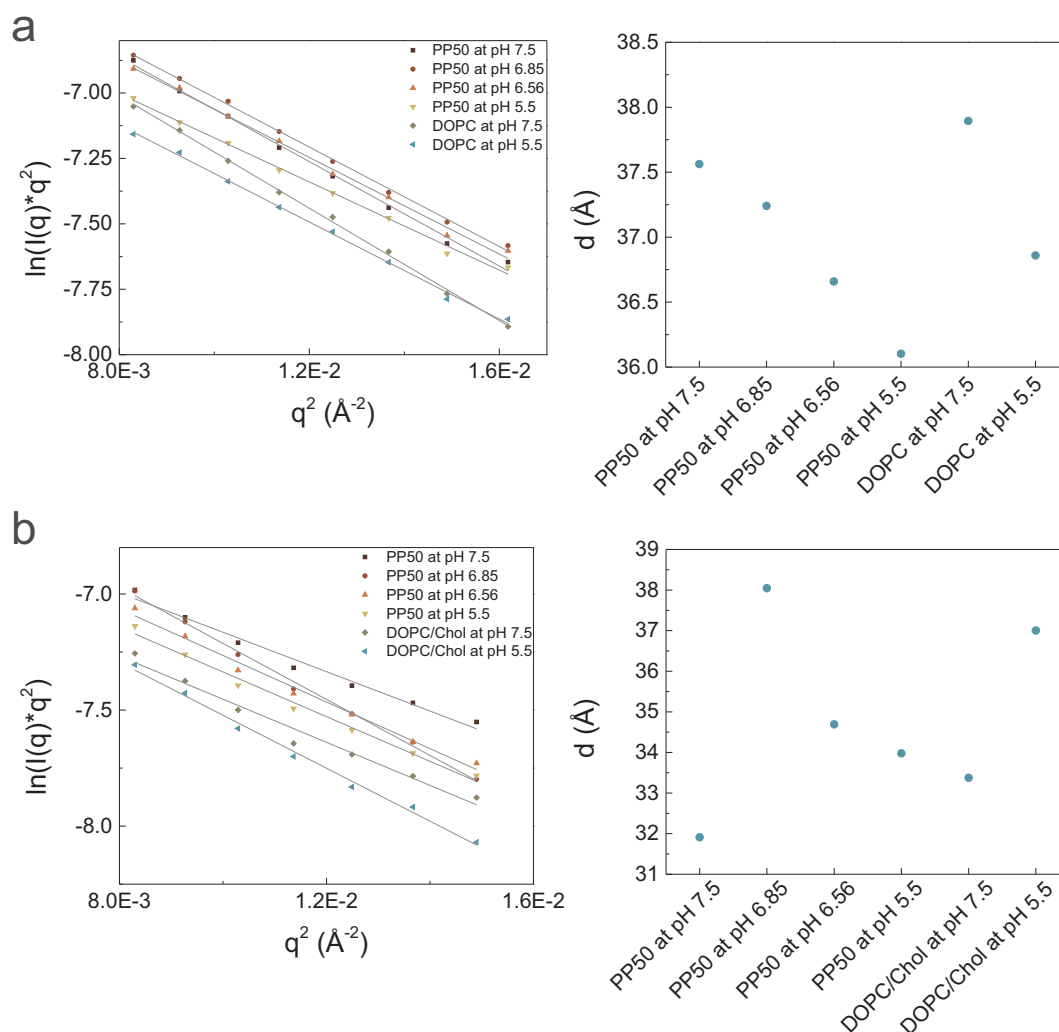 a
ln(I(q)*q²)
-7.00
-7.25
-7.50
-7.75
-8.00
8.0E-3
1.2E-2
1.6E-2
q² (Å⁻²)
PP50 at pH 7.5
PP50 at pH 6.85
PP50 at pH 6.56
PP50 at pH 5.5
DOPC at pH 7.5
DOPC at pH 5.5
d (Å)
38.5
38.0
37.5
37.0
36.5
36.0
PP50 at pH 7.5
PP50 at pH 6.85
PP50 at pH 6.56
PP50 at pH 5.5
DOPC at pH 7.5
DOPC at pH 5.5
b
ln(I(q)*q²)
-7.0
-7.5
-8.0
8.0E-3
1.2E-2
1.6E-2
q² (Å⁻²)
PP50 at pH 7.5
PP50 at pH 6.85
PP50 at pH 6.56
PP50 at pH 5.5
DOPC/Chol at pH 7.5
DOPC/Chol at pH 5.5
d (Å)
39
38
37
36
35
34
33
32
31
PP50 at pH 7.5
PP50 at pH 6.85
PP50 at pH 6.56
PP50 at pH 5.5
DOPC/Chol at pH 7.5
DOPC/Chol at pH 5.5